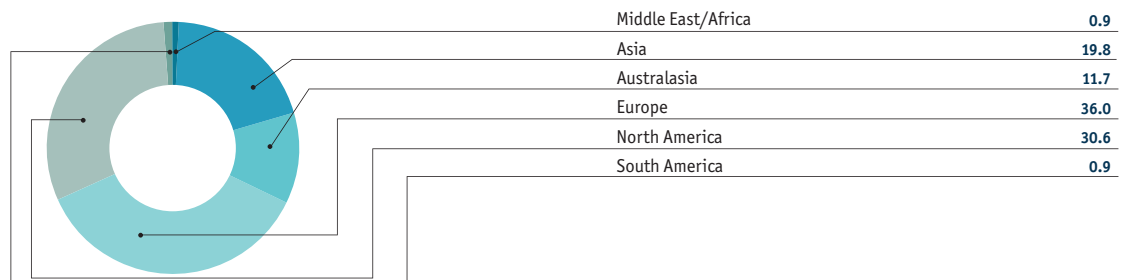 Middle East/Africa 0.9
Asia 19.8
Australasia 11.7
Europe 36.0
North America 30.6
South America 0.9